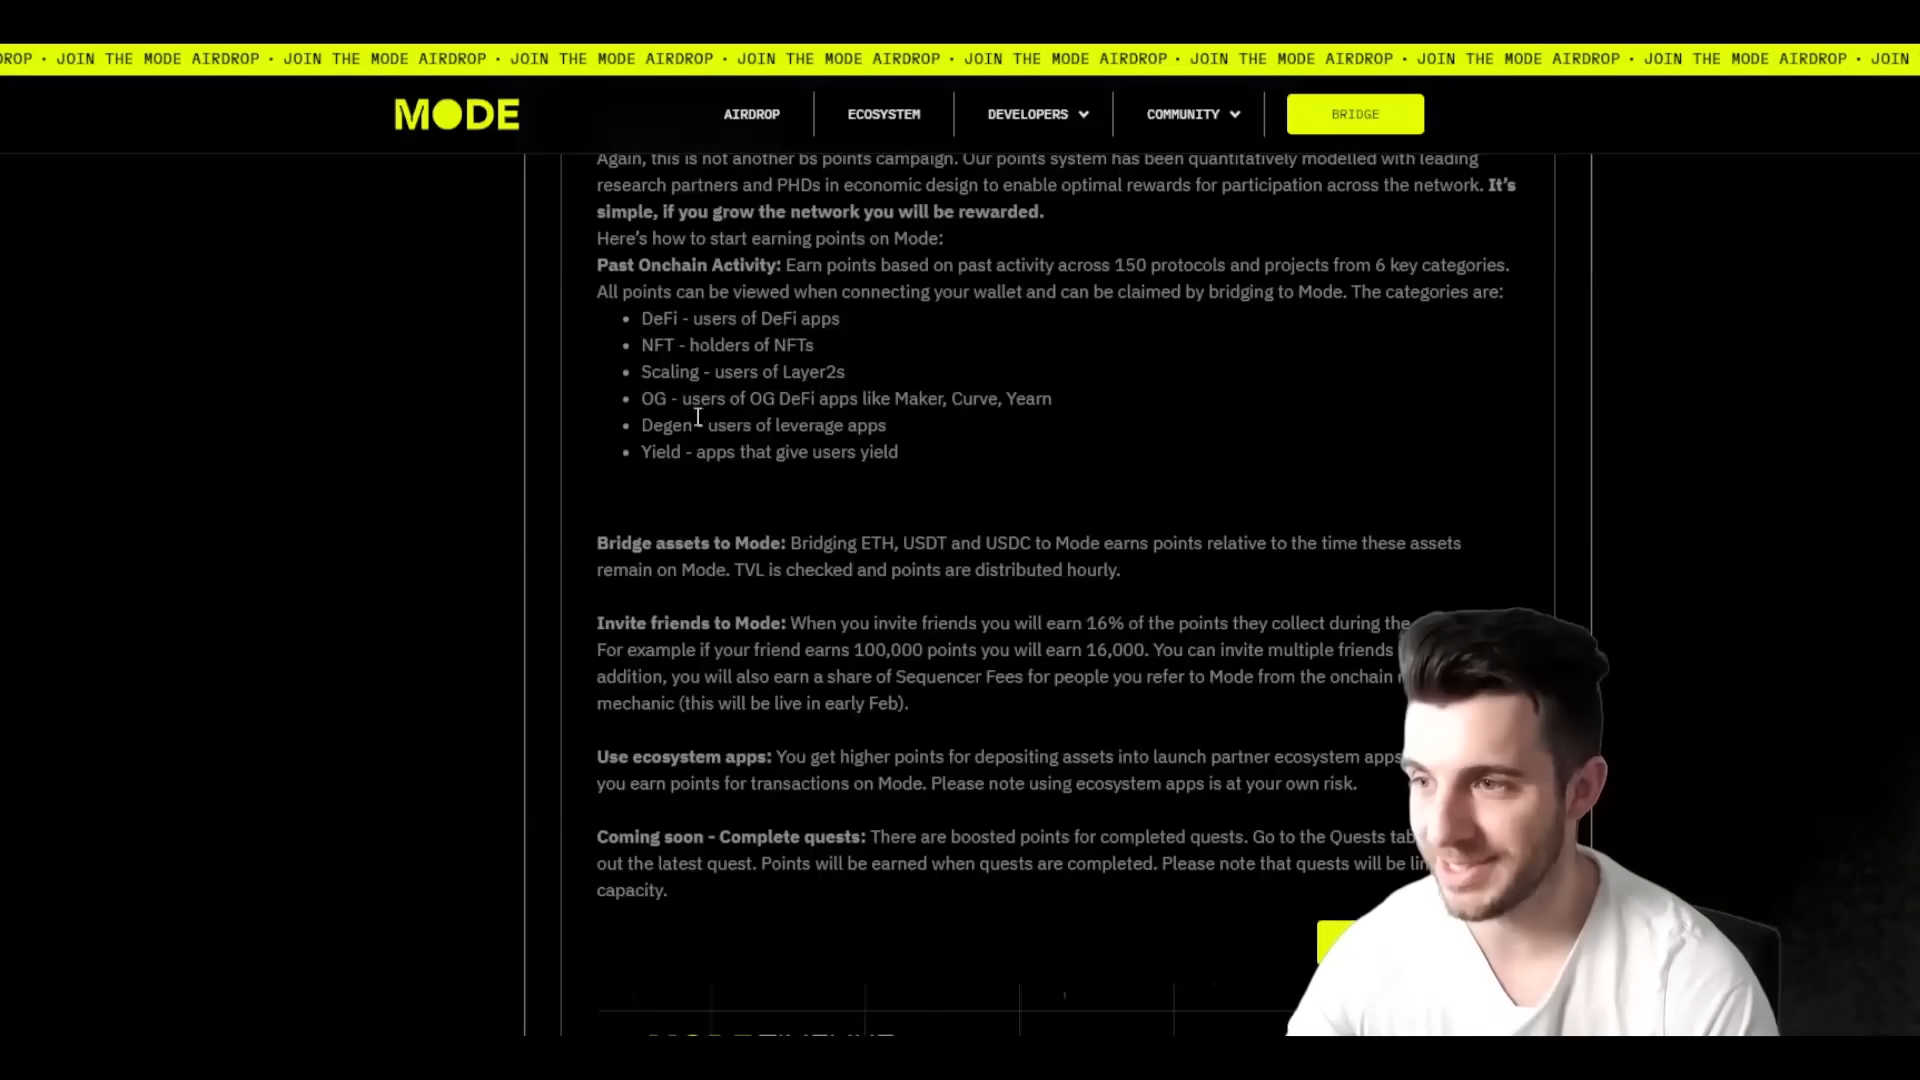 DROP · JOIN THE MODE AIRDROP · JOIN THE MODE AIRDROP · JOIN THE MODE AIRDROP · JOIN THE MODE AIRDROP · JOIN THE MODE AIRDROP · JOIN THE MODE AIRDROP · JOIN THE MODE AIRDROP · JOIN THE MODE AIRDROP · JOIN
MODE AIRDROP ECOSYSTEM DEVELOPERS COMMUNITY BRIDGE
Again, this is not another bs points campaign. Our points system has been quantitatively modelled with leading
research partners and PHDs in economic design to enable optimal rewards for participation across the network. It's
simple, if you grow the network you will be rewarded.
Here's how to start earning points on Mode:
Past Onchain Activity: Earn points based on past activity across 150 protocols and projects from 6 key categories.
All points can be viewed when connecting your wallet and can be claimed by bridging to Mode. The categories are:
• DeFi - users of DeFi apps
• NFT - holders of NFTs
• Scaling - users of Layer2s
• OG - users of OG DeFi apps like Maker, Curve, Yearn
• Degen - users of leverage apps
• Yield - apps that give users yield
Bridge assets to Mode: Bridging ETH, USDT and USDC to Mode earns points relative to the time these assets
remain on Mode. TVL is checked and points are distributed hourly.
Invite friends to Mode: When you invite friends you will earn 16% of the points they collect during the
For example if your friend earns 100,000 points you will earn 16,000. You can invite multiple friends
addition, you will also earn a share of Sequencer Fees for people you refer to Mode from the onchain
mechanic (this will be live in early Feb).
Use ecosystem apps: You get higher points for depositing assets into launch partner ecosystem apps
you earn points for transactions on Mode. Please note using ecosystem apps is at your own risk.
Coming soon - Complete quests: There are boosted points for completed quests. Go to the Quests tab
out the latest quest. Points will be earned when quests are completed. Please note that quests will be
capacity.